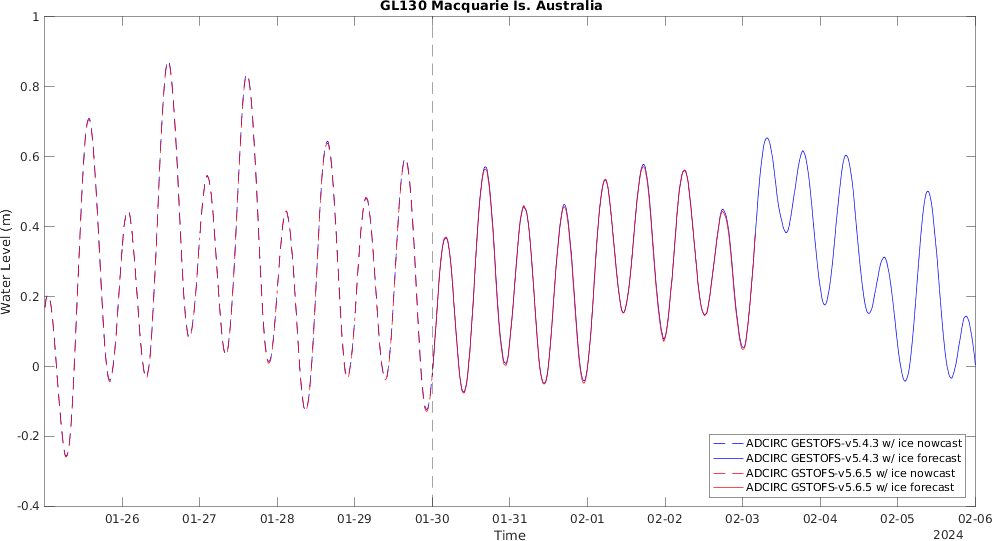 GL130 Macquarie Is. Australia
Water Level (m)
1
0.8
0.6
0.4
0.2
0
-0.2
-0.4
ADCIRC GESTOFS-v5.4.3 w/ ice nowcast
ADCIRC GESTOFS-v5.4.3 w/ ice forecast
ADCIRC GSTOFS-v5.6.5 w/ ice nowcast
ADCIRC GSTOFS-v5.6.5 w/ ice forecast
01-26 01-27 01-28 01-29 01-30 01-31 02-01 02-02 02-03 02-04 02-05 02-06
Time
2024